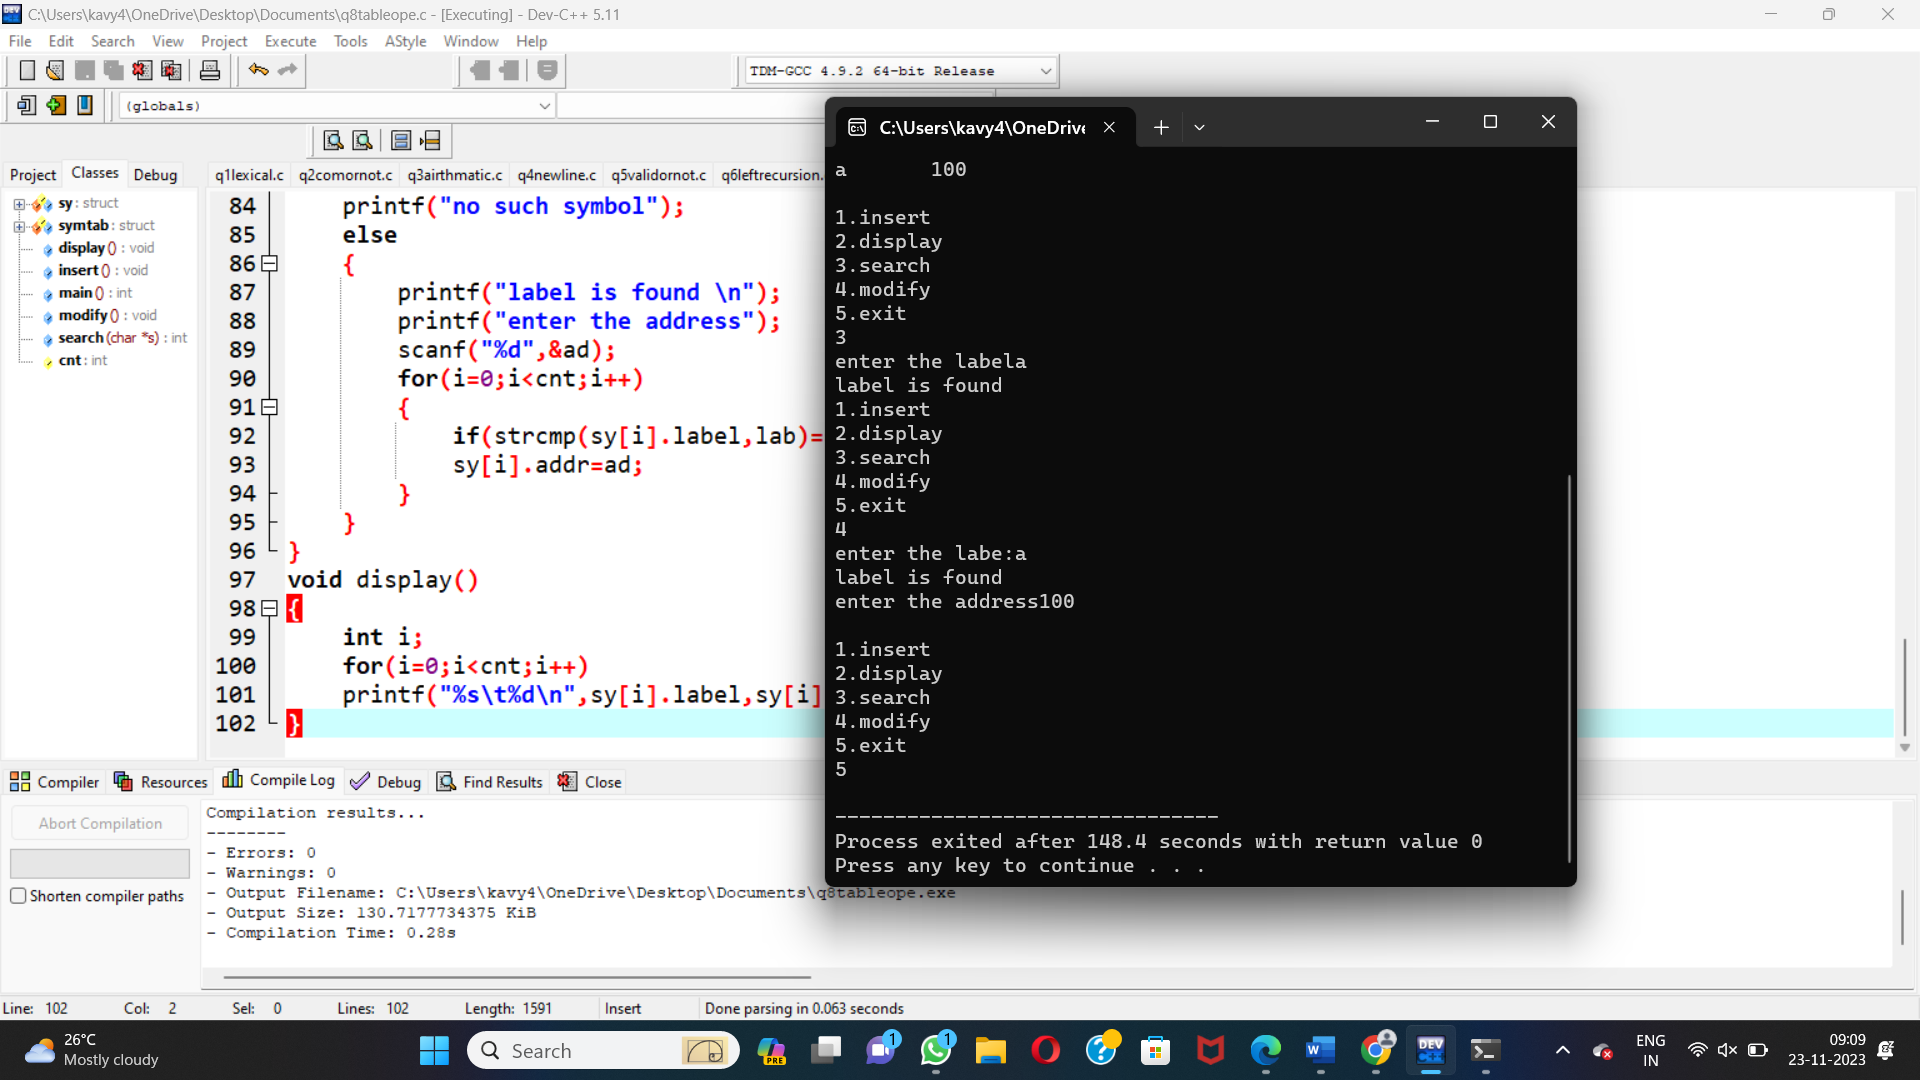 C:\Users\kavy4\OneDrive\Desktop\Documents\q8tableope.c - [Executing] - Dev-C++ 5.11
File Edit Search View Project Execute Tools AStyle Window Help
TDM-GCC 4.9.2 64-bit Release
(globals)
Project Classes Debug
q1lexical.c q2comornot.c q3airthmatic.c q4newline.c q5validornot.c q6leftrecursion.
sy : struct
symtab : struct
display () : void
insert () : void
main () : int
modify () : void
search (char *s) : int
cnt : int
84 printf("no such symbol");
85 else
86 {
87 printf("label is found \n");
88 printf("enter the address");
89 scanf("%d",&ad);
90 for(i=0;i<cnt;i++)
91 {
92 if(strcmp(sy[i].label,lab)=
93 sy[i].addr=ad;
94 }
95 }
96 }
97 void display()
98 {
99 int i;
100 for(i=0;i<cnt;i++)
101 printf("%s\t%d\n",sy[i].label,sy[i]
102 }
C:\Users\kavy4\OneDrive
a 100
1.insert
2.display
3.search
4.modify
5.exit
3
enter the labela
label is found
1.insert
2.display
3.search
4.modify
5.exit
4
enter the labe:a
label is found
enter the address100
1.insert
2.display
3.search
4.modify
5.exit
5
--------------------------------
Process exited after 148.4 seconds with return value 0
Press any key to continue . . .
Compiler Resources Compile Log Debug Find Results Close
Abort Compilation
Shorten compiler paths
Compilation results...
--------
- Errors: 0
- Warnings: 0
- Output Filename: C:\Users\kavy4\OneDrive\Desktop\Documents\q8tableope.exe
- Output Size: 130.7177734375 KiB
- Compilation Time: 0.28s
Line: 102 Col: 2 Sel: 0 Lines: 102 Length: 1591 Insert Done parsing in 0.063 seconds
26°C
Mostly cloudy
Search
PRE
1
1
DEV
C++
ENG
IN
09:09
23-11-2023